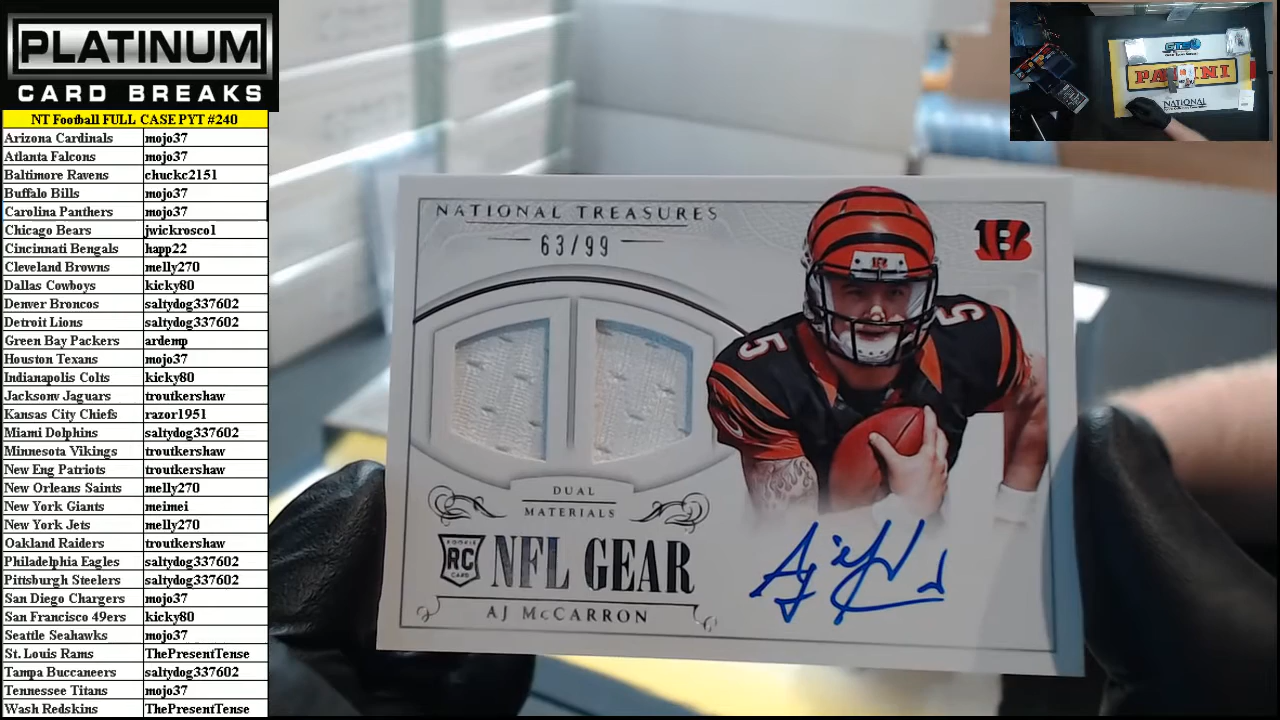 PLATINUM
CARD BREAKS
NT Football FULL CASE PYT #240
Arizona Cardinals mojo37
Atlanta Falcons mojo37
Baltimore Ravens chuckc2151
Buffalo Bills mojo37
Carolina Panthers mojo37
Chicago Bears jwickrosco1
Cincinnati Bengals happ22
Cleveland Browns melly270
Dallas Cowboys kicky80
Denver Broncos saltydog337602
Detroit Lions saltydog337602
Green Bay Packers ardemp
Houston Texans mojo37
Indianapolis Colts kicky80
Jacksonv Jaguars troutkershaw
Kansas City Chiefs razor1951
Miami Dolphins saltydog337602
Minnesota Vikings troutkershaw
New Eng Patriots troutkershaw
New Orleans Saints melly270
New York Giants meimei
New York Jets melly270
Oakland Raiders troutkershaw
Philadelphia Eagles saltydog337602
Pittsburgh Steelers saltydog337602
San Diego Chargers mojo37
San Francisco 49ers kicky80
Seattle Seahawks mojo37
St. Louis Rams ThePresentTense
Tampa Buccaneers saltydog337602
Tennessee Titans mojo37
Wash Redskins ThePresentTense
NATIONAL TREASURES
63/99
B
5
5
DUAL
MATERIALS
ROOKIE
RC
CARD
NFL GEAR
AJ McCARRON
PANINI
NATIONAL